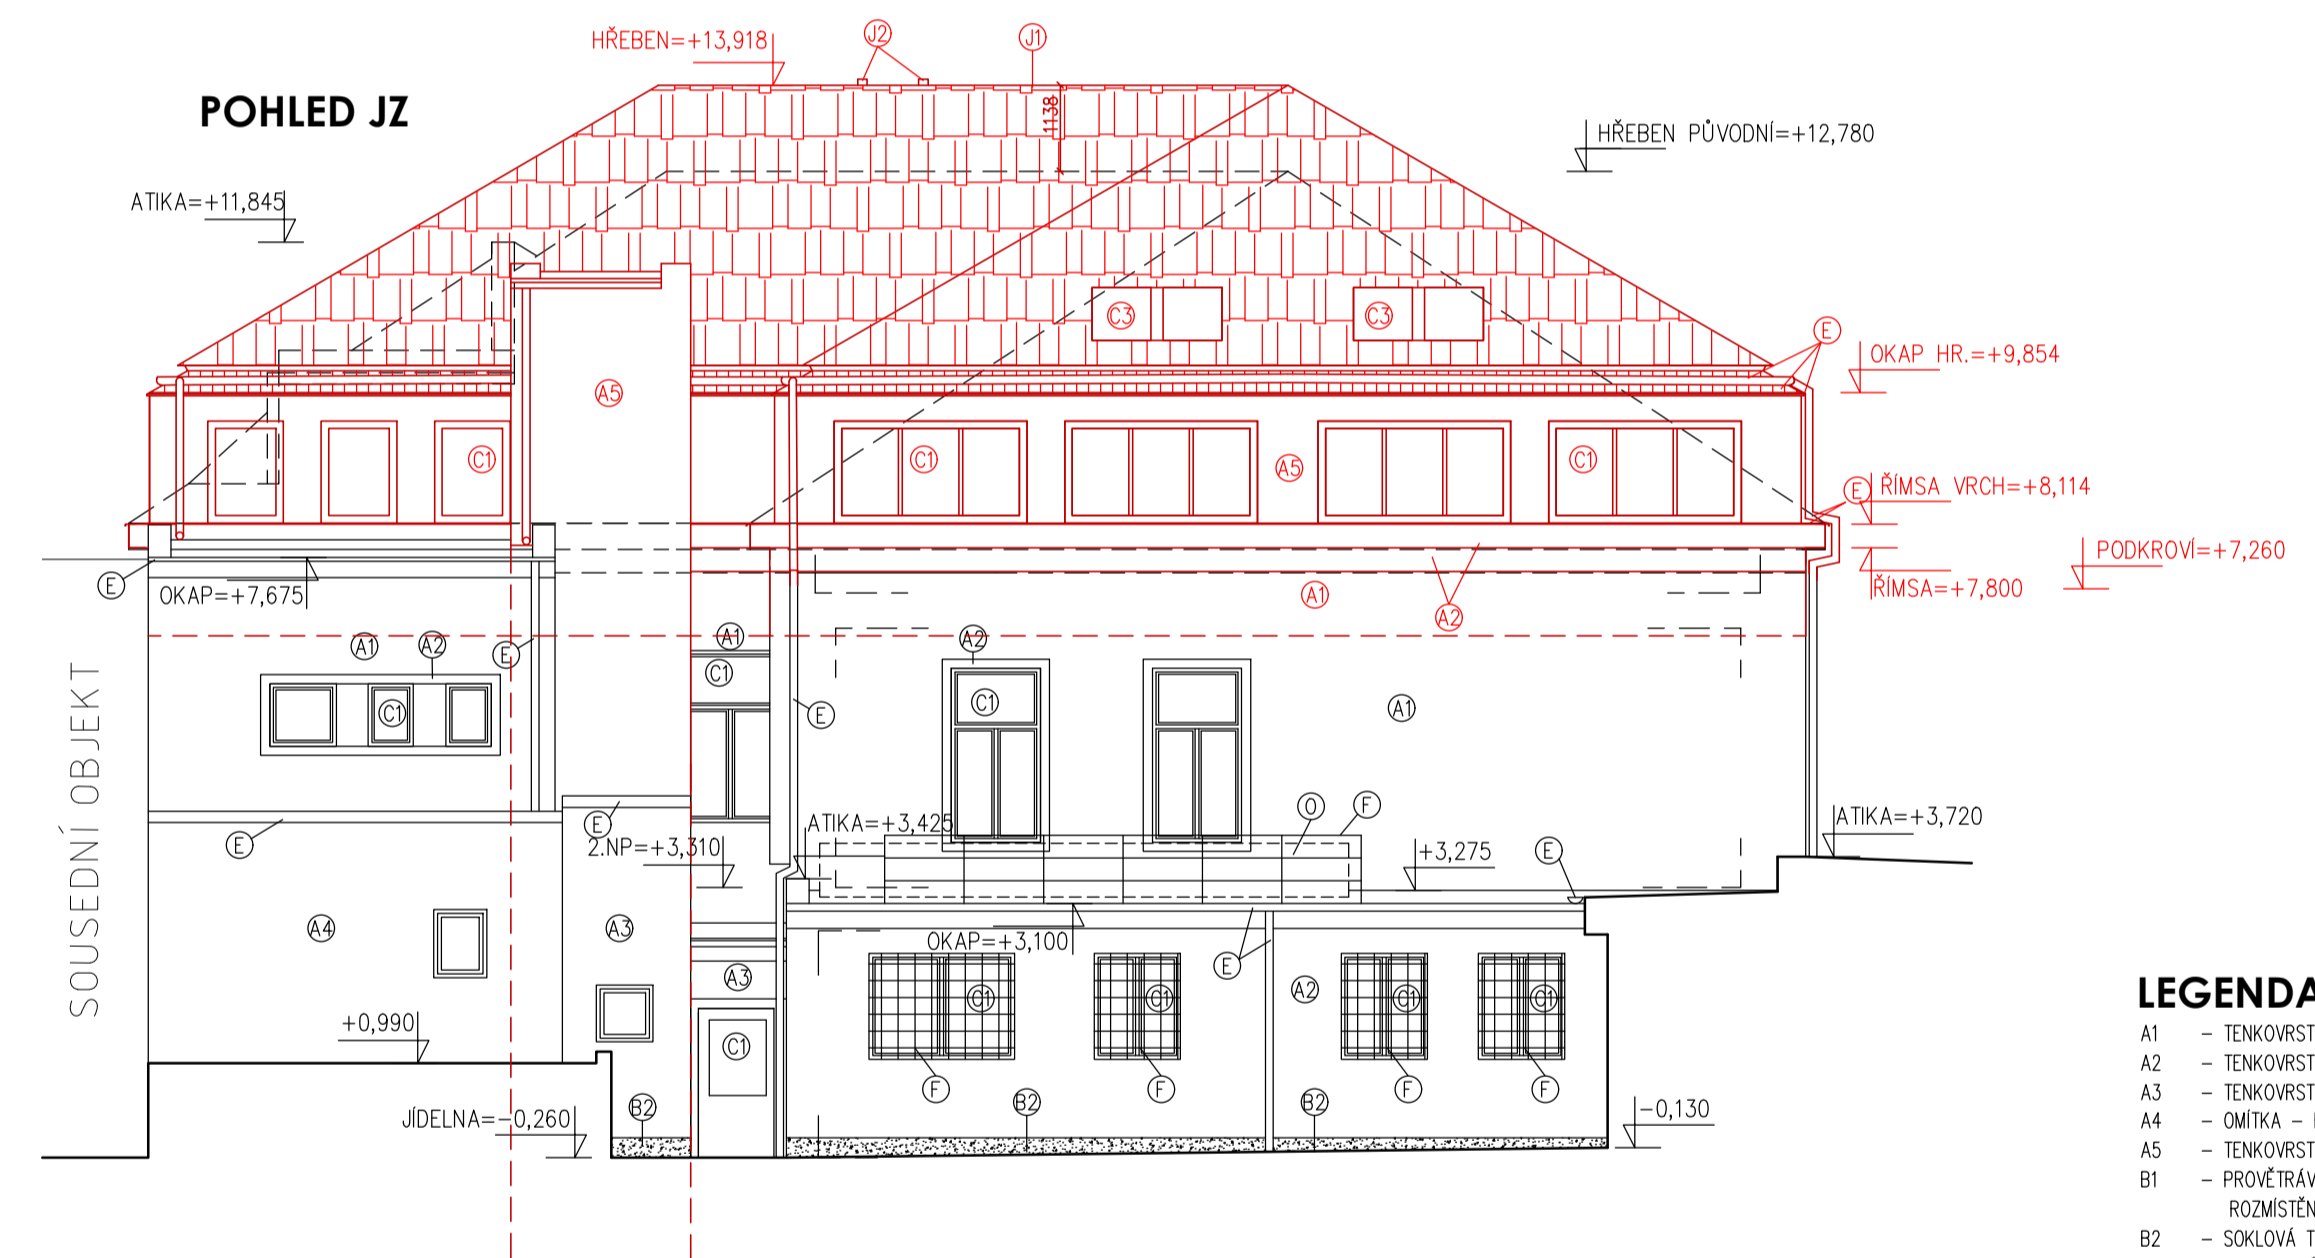 HŘEBEN=+13,918
J2
J1
POHLED JZ
1138
HŘEBEN PŮVODNÍ=+12,780
ATIKA=+11,845
C3
C3
E
OKAP HR.=+9,854
A5
C1
C1
A5
C1
E
ŘÍMSA VRCH=+8,114
PODKROVÍ=+7,260
E
OKAP=+7,675
A1
A2
ŘÍMSA=+7,800
A1
A2
E
A1
C1
A2
C1
C1
E
A1
SOUSEDNÍ OBJEKT
E
E
ATIKA=+3,425
O
F
ATIKA=+3,720
2.NP=+3,310
+3,275
E
A4
A3
OKAP=+3,100
E
A3
C1
C1
A2
C1
C1
LEGENDA
+0,990
C1
A1 – TENKOVRST
A2 – TENKOVRST
F
F
F
F
A3 – TENKOVRST
JÍDELNA=-0,260
B2
B2
B2
-0,130
A4 – OMÍTKA –
A5 – TENKOVRST
B1 – PROVĚTRÁV
ROZMÍSTĚN
B2 – SOKLOVÁ T